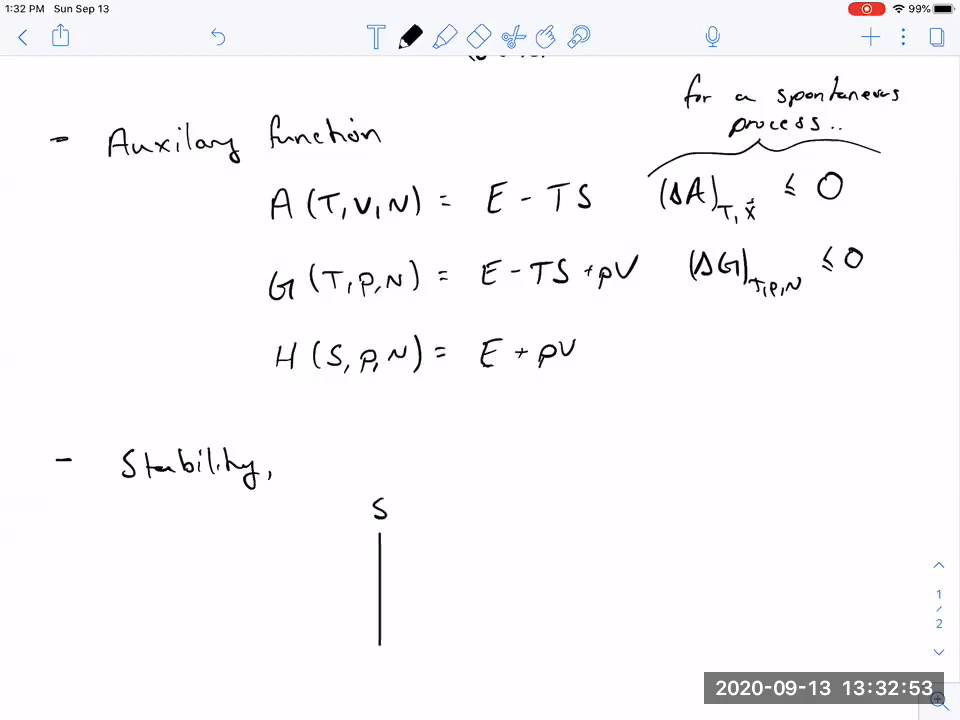 1:32 PM Sun Sep 13
99%
for a spontaneous
process..
- Auxilary function
A (T, V, N) = E - TS (ΔA)_{T, \vec{X}} ≤ 0
G (T, p, N) = E - TS + pV (ΔG)_{T, p, N} ≤ 0
H (S, p, N) = E + pV
- Stability,
S
1
/
2
2020-09-13 13:32:53